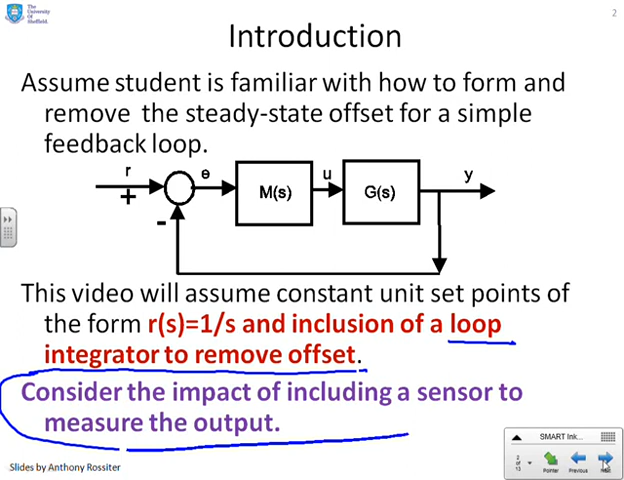 The
University
Of
Sheffield.
2
Introduction
Assume student is familiar with how to form and
remove the steady-state offset for a simple
feedback loop.
r
e
u
y
+
M(s)
G(s)
-
This video will assume constant unit set points of
the form r(s)=1/s and inclusion of a loop
integrator to remove offset.
Consider the impact of including a sensor to
measure the output.
SMART Ink...
2
of
13
Pointer
Previous
Next
Slides by Anthony Rossiter